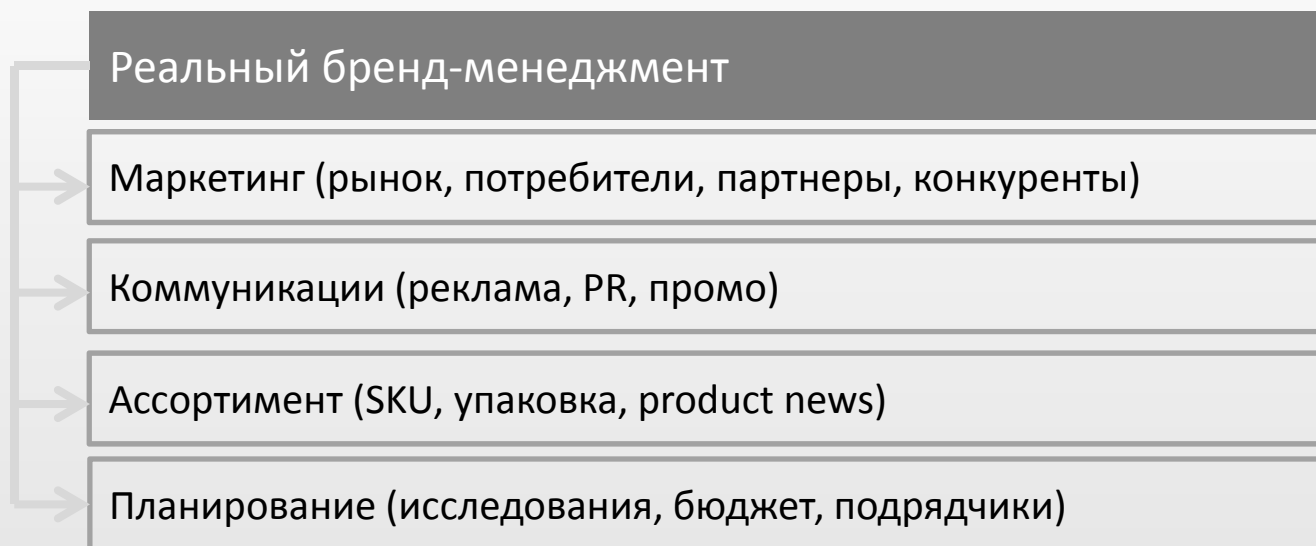 Реальный бренд-менеджмент
Маркетинг (рынок, потребители, партнеры, конкуренты)
Коммуникации (реклама, PR, промо)
Ассортимент (SKU, упаковка, product news)
Планирование (исследования, бюджет, подрядчики)